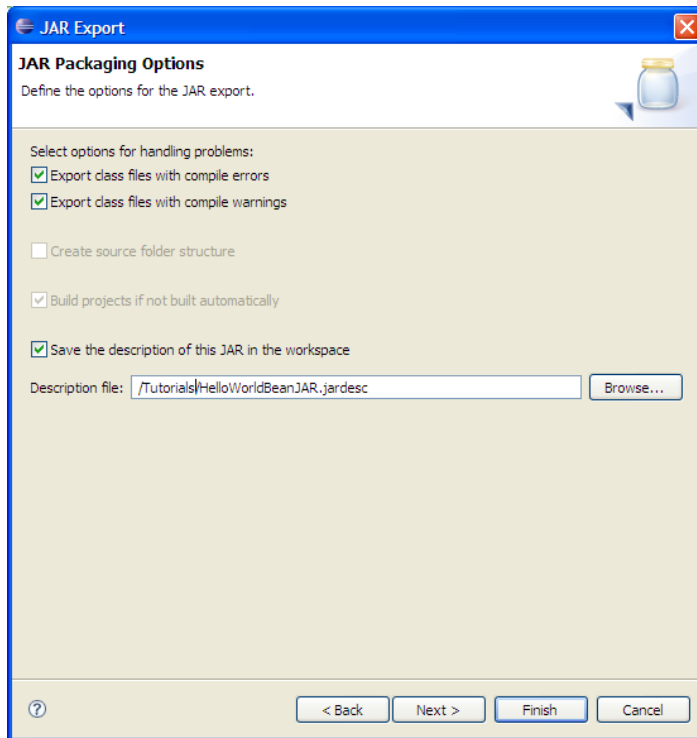 JAR Export
JAR Packaging Options
Define the options for the JAR export.
Select options for handling problems:
Export class files with compile errors
Export class files with compile warnings
Create source folder structure
Build projects if not built automatically
Save the description of this JAR in the workspace
Description file: /Tutorials/HelloWorldBeanJAR.jardesc Browse...
? < Back Next > Finish Cancel